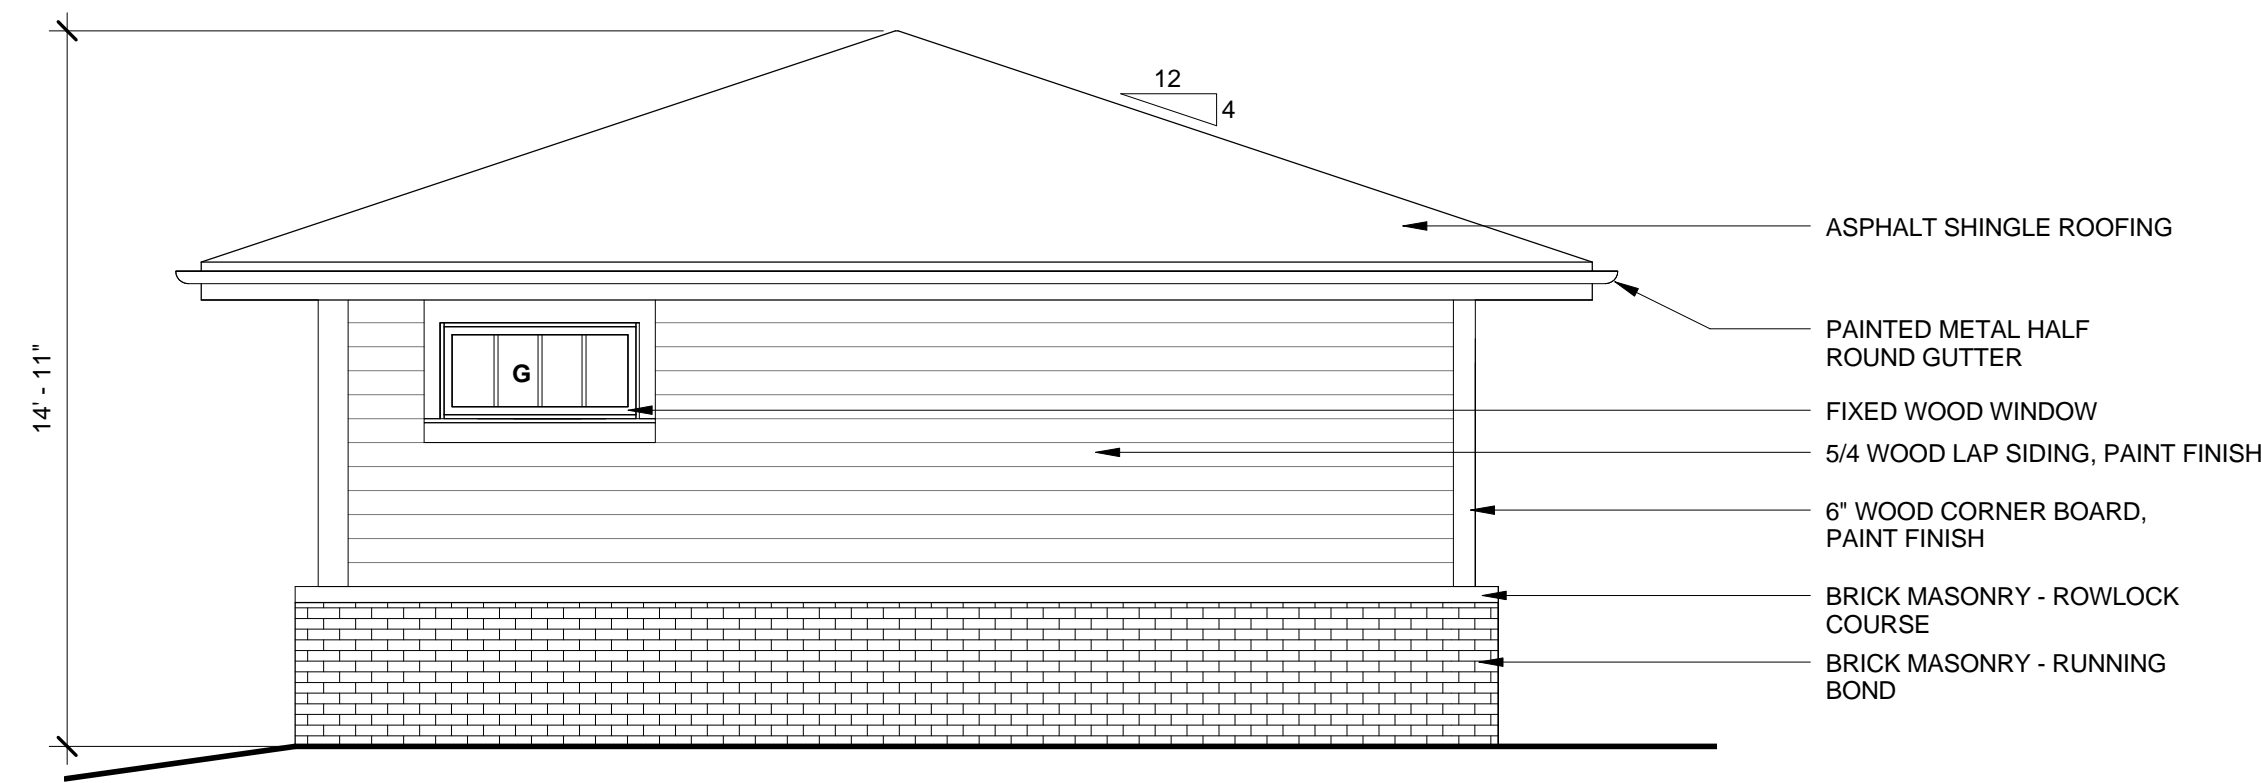 12
4
ASPHALT SHINGLE ROOFING
PAINTED METAL HALF
ROUND GUTTER
14' - 11"
G
FIXED WOOD WINDOW
5/4 WOOD LAP SIDING, PAINT FINISH
6" WOOD CORNER BOARD,
PAINT FINISH
BRICK MASONRY - ROWLOCK
COURSE
BRICK MASONRY - RUNNING
BOND